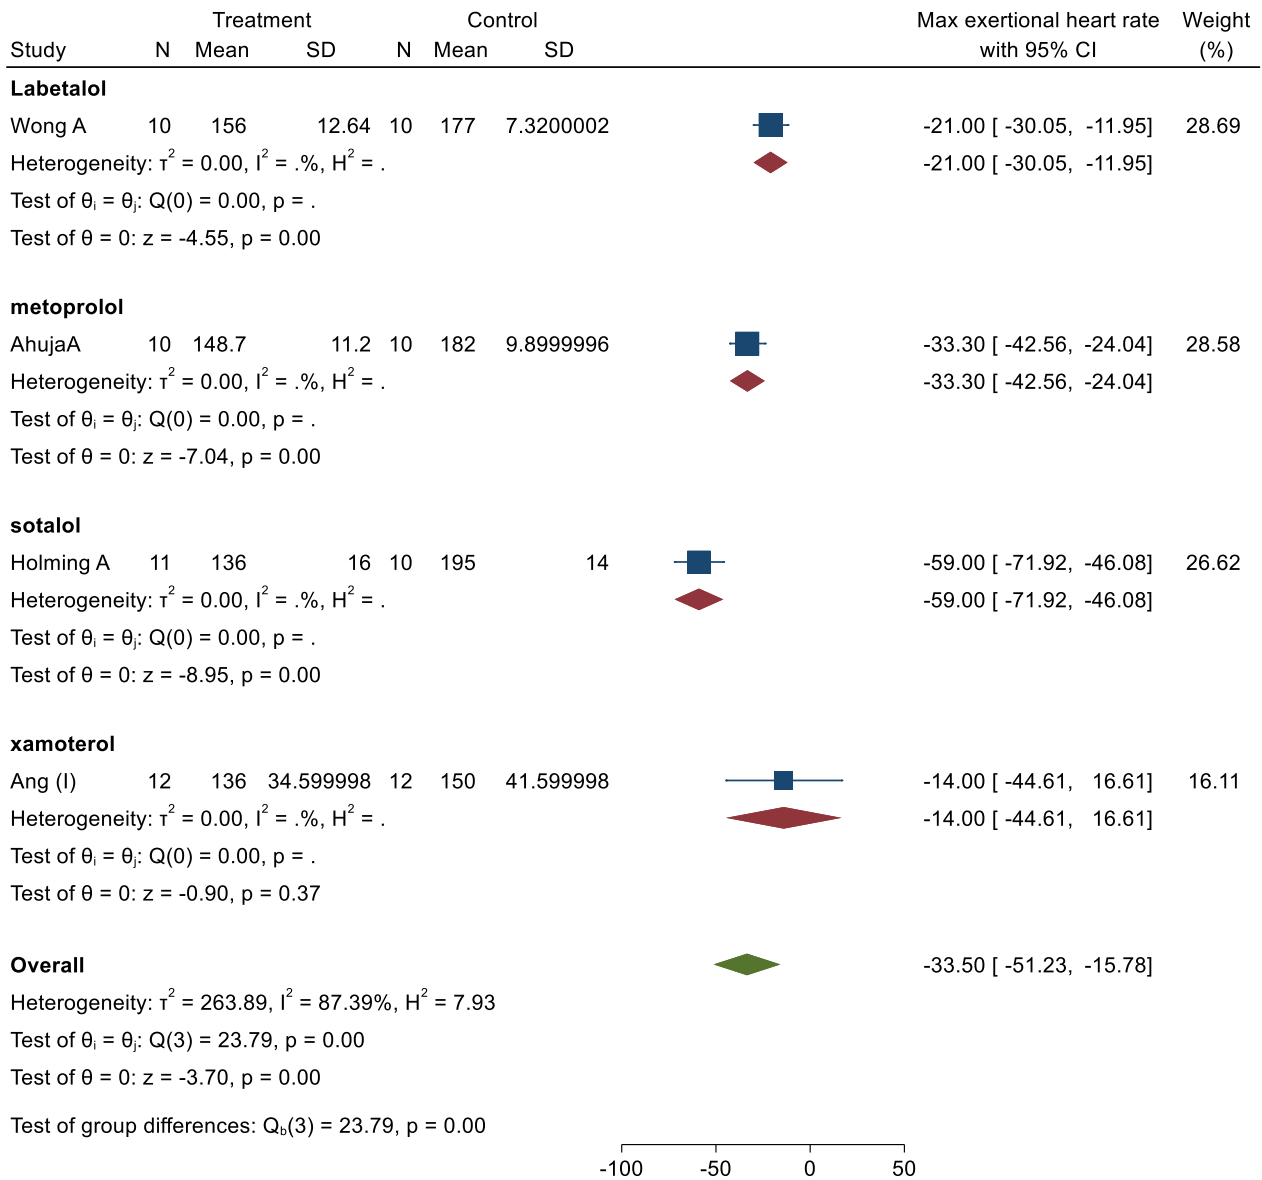 Treatment Control Max exertional heart rate Weight
Study N Mean SD N Mean SD with 95% CI (%)
Labetalol
Wong A 10 156 12.64 10 177 7.3200002 -21.00 [ -30.05, -11.95] 28.69
Heterogeneity: τ² = 0.00, I² = .%, H² = . -21.00 [ -30.05, -11.95]
Test of θᵢ = θⱼ: Q(0) = 0.00, p = .
Test of θ = 0: z = -4.55, p = 0.00
metoprolol
AhujaA 10 148.7 11.2 10 182 9.8999996 -33.30 [ -42.56, -24.04] 28.58
Heterogeneity: τ² = 0.00, I² = .%, H² = . -33.30 [ -42.56, -24.04]
Test of θᵢ = θⱼ: Q(0) = 0.00, p = .
Test of θ = 0: z = -7.04, p = 0.00
sotalol
Holming A 11 136 16 10 195 14 -59.00 [ -71.92, -46.08] 26.62
Heterogeneity: τ² = 0.00, I² = .%, H² = . -59.00 [ -71.92, -46.08]
Test of θᵢ = θⱼ: Q(0) = 0.00, p = .
Test of θ = 0: z = -8.95, p = 0.00
xamoterol
Ang (I) 12 136 34.599998 12 150 41.599998 -14.00 [ -44.61, 16.61] 16.11
Heterogeneity: τ² = 0.00, I² = .%, H² = . -14.00 [ -44.61, 16.61]
Test of θᵢ = θⱼ: Q(0) = 0.00, p = .
Test of θ = 0: z = -0.90, p = 0.37
Overall -33.50 [ -51.23, -15.78]
Heterogeneity: τ² = 263.89, I² = 87.39%, H² = 7.93
Test of θᵢ = θⱼ: Q(3) = 23.79, p = 0.00
Test of θ = 0: z = -3.70, p = 0.00
Test of group differences: Q_b(3) = 23.79, p = 0.00
-100 -50 0 50